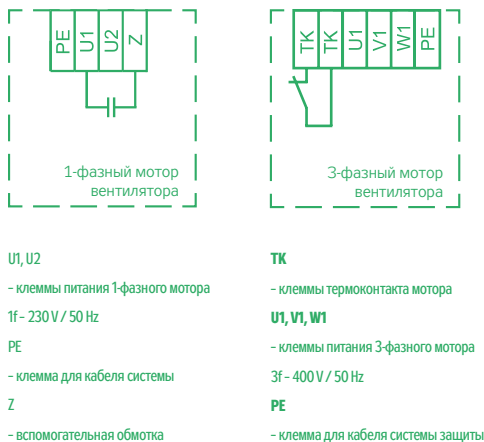 PE U1 U2 Z
1-фазный мотор
вентилятора
TK TK U1 V1 W1 PE
3-фазный мотор
вентилятора
U1, U2
– клеммы питания 1-фазного мотора
1f – 230 V / 50 Hz
PE
– клемма для кабеля системы
Z
– вспомогательная обмотка
TK
– клеммы термоконтакта мотора
U1, V1, W1
– клеммы питания 3-фазного мотора
3f – 400 V / 50 Hz
PE
– клемма для кабеля системы защиты